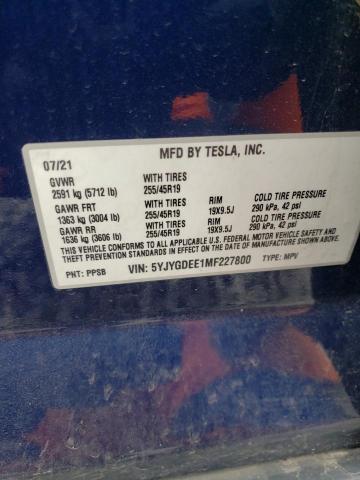 MFD BY TESLA, INC.
07/21
GVWR WITH TIRES
2591 kg (5712 lb) 255/45R19
GAWR FRT WITH TIRES RIM COLD TIRE PRESSURE
1363 kg (3004 lb) 255/45R19 19X9.5J 290 kPa, 42 psi
GAWR RR WITH TIRES RIM COLD TIRE PRESSURE
1636 kg (3606 lb) 255/45R19 19X9.5J 290 kPa, 42 psi
THIS VEHICLE CONFORMS TO ALL APPLICABLE U.S. FEDERAL MOTOR VEHICLE SAFETY AND
THEFT PREVENTION STANDARDS IN EFFECT ON THE DATE OF MANUFACTURE SHOWN ABOVE.
PNT: PPSB VIN: 5YJYGDEE1MF227800 TYPE: MPV